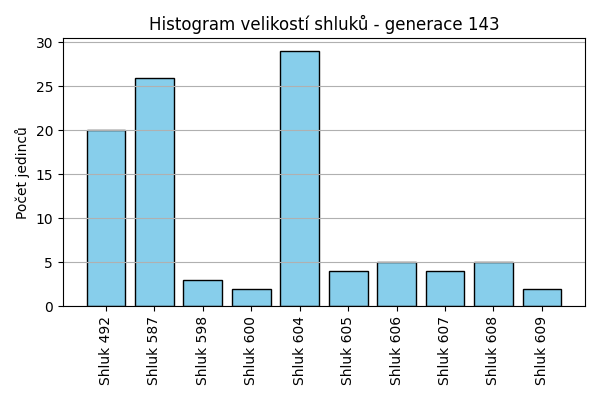 Histogram velikostí shluků - generace 143
Počet jedinců
30
25
20
15
10
5
0
Shluk 492
Shluk 587
Shluk 598
Shluk 600
Shluk 604
Shluk 605
Shluk 606
Shluk 607
Shluk 608
Shluk 609